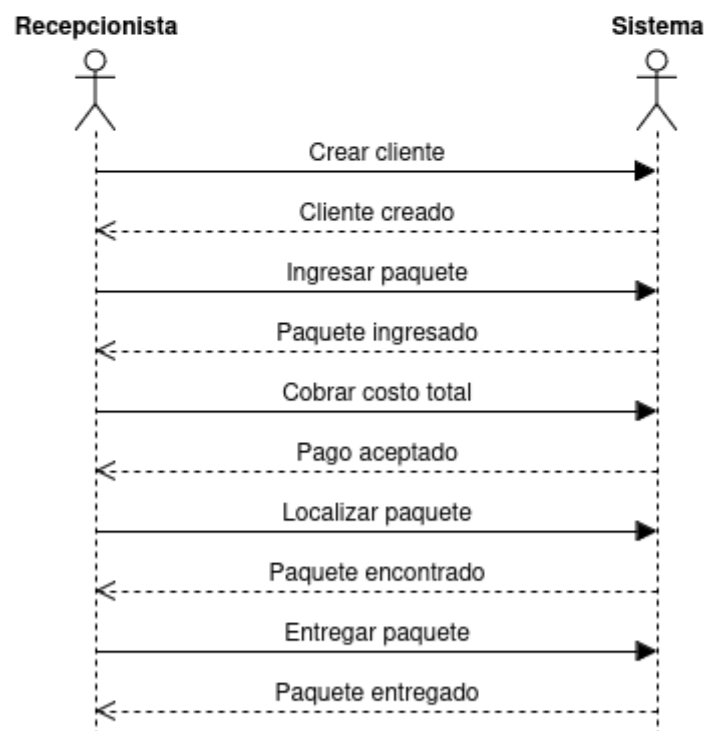 Recepcionista
Sistema
Crear cliente
Cliente creado
Ingresar paquete
Paquete ingresado
Cobrar costo total
Pago aceptado
Localizar paquete
Paquete encontrado
Entregar paquete
Paquete entregado